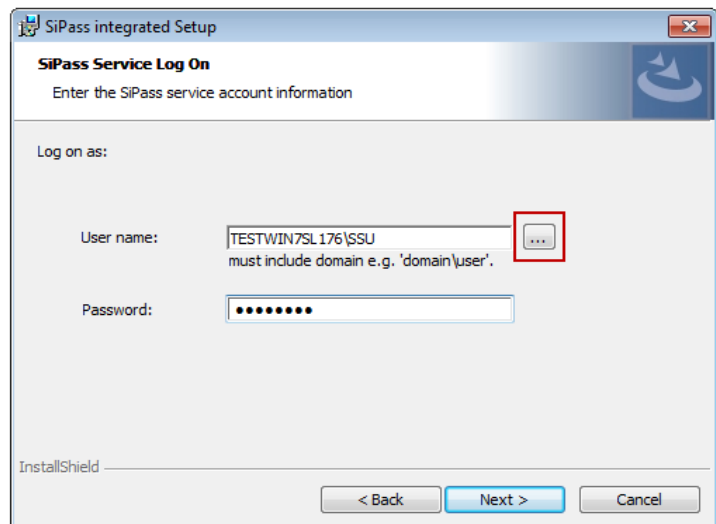 SiPass integrated Setup
SiPass Service Log On
Enter the SiPass service account information
Log on as:
User name:
TESTWIN7SL176\SSU
...
must include domain e.g. 'domain\user'.
Password:
••••••••
InstallShield
< Back
Next >
Cancel